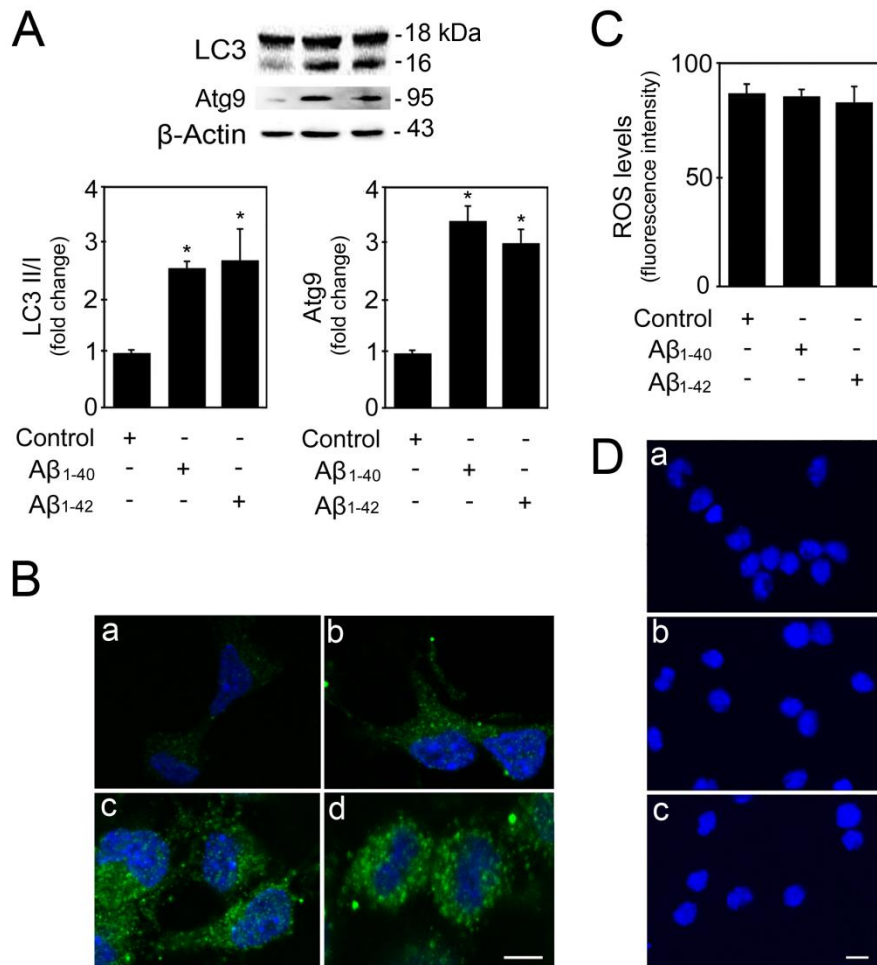 A
LC3
- 18 kDa
- 16
Atg9
- 95
β-Actin
- 43
LC3 II/I
(fold change)
4
3
2
1
0
*
*
Control + - -
Aβ1-40 - + -
Aβ1-42 - - +
Atg9
(fold change)
4
3
2
1
0
*
*
Control + - -
Aβ1-40 - + -
Aβ1-42 - - +
B
a
b
c
d
C
ROS levels
(fluorescence intensity)
100
50
0
Control + - -
Aβ1-40 - + -
Aβ1-42 - - +
D
a
b
c